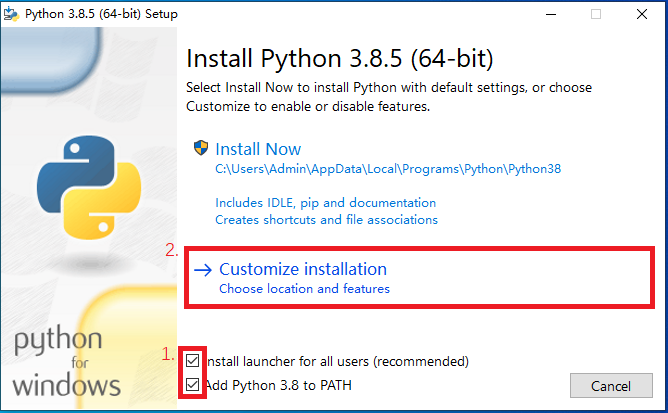 Python 3.8.5 (64-bit) Setup
Install Python 3.8.5 (64-bit)
Select Install Now to install Python with default settings, or choose
Customize to enable or disable features.
Install Now
C:\Users\Admin\AppData\Local\Programs\Python\Python38
Includes IDLE, pip and documentation
Creates shortcuts and file associations
2.
Customize installation
Choose location and features
1.
Install launcher for all users (recommended)
Add Python 3.8 to PATH
Cancel
python
for
windows